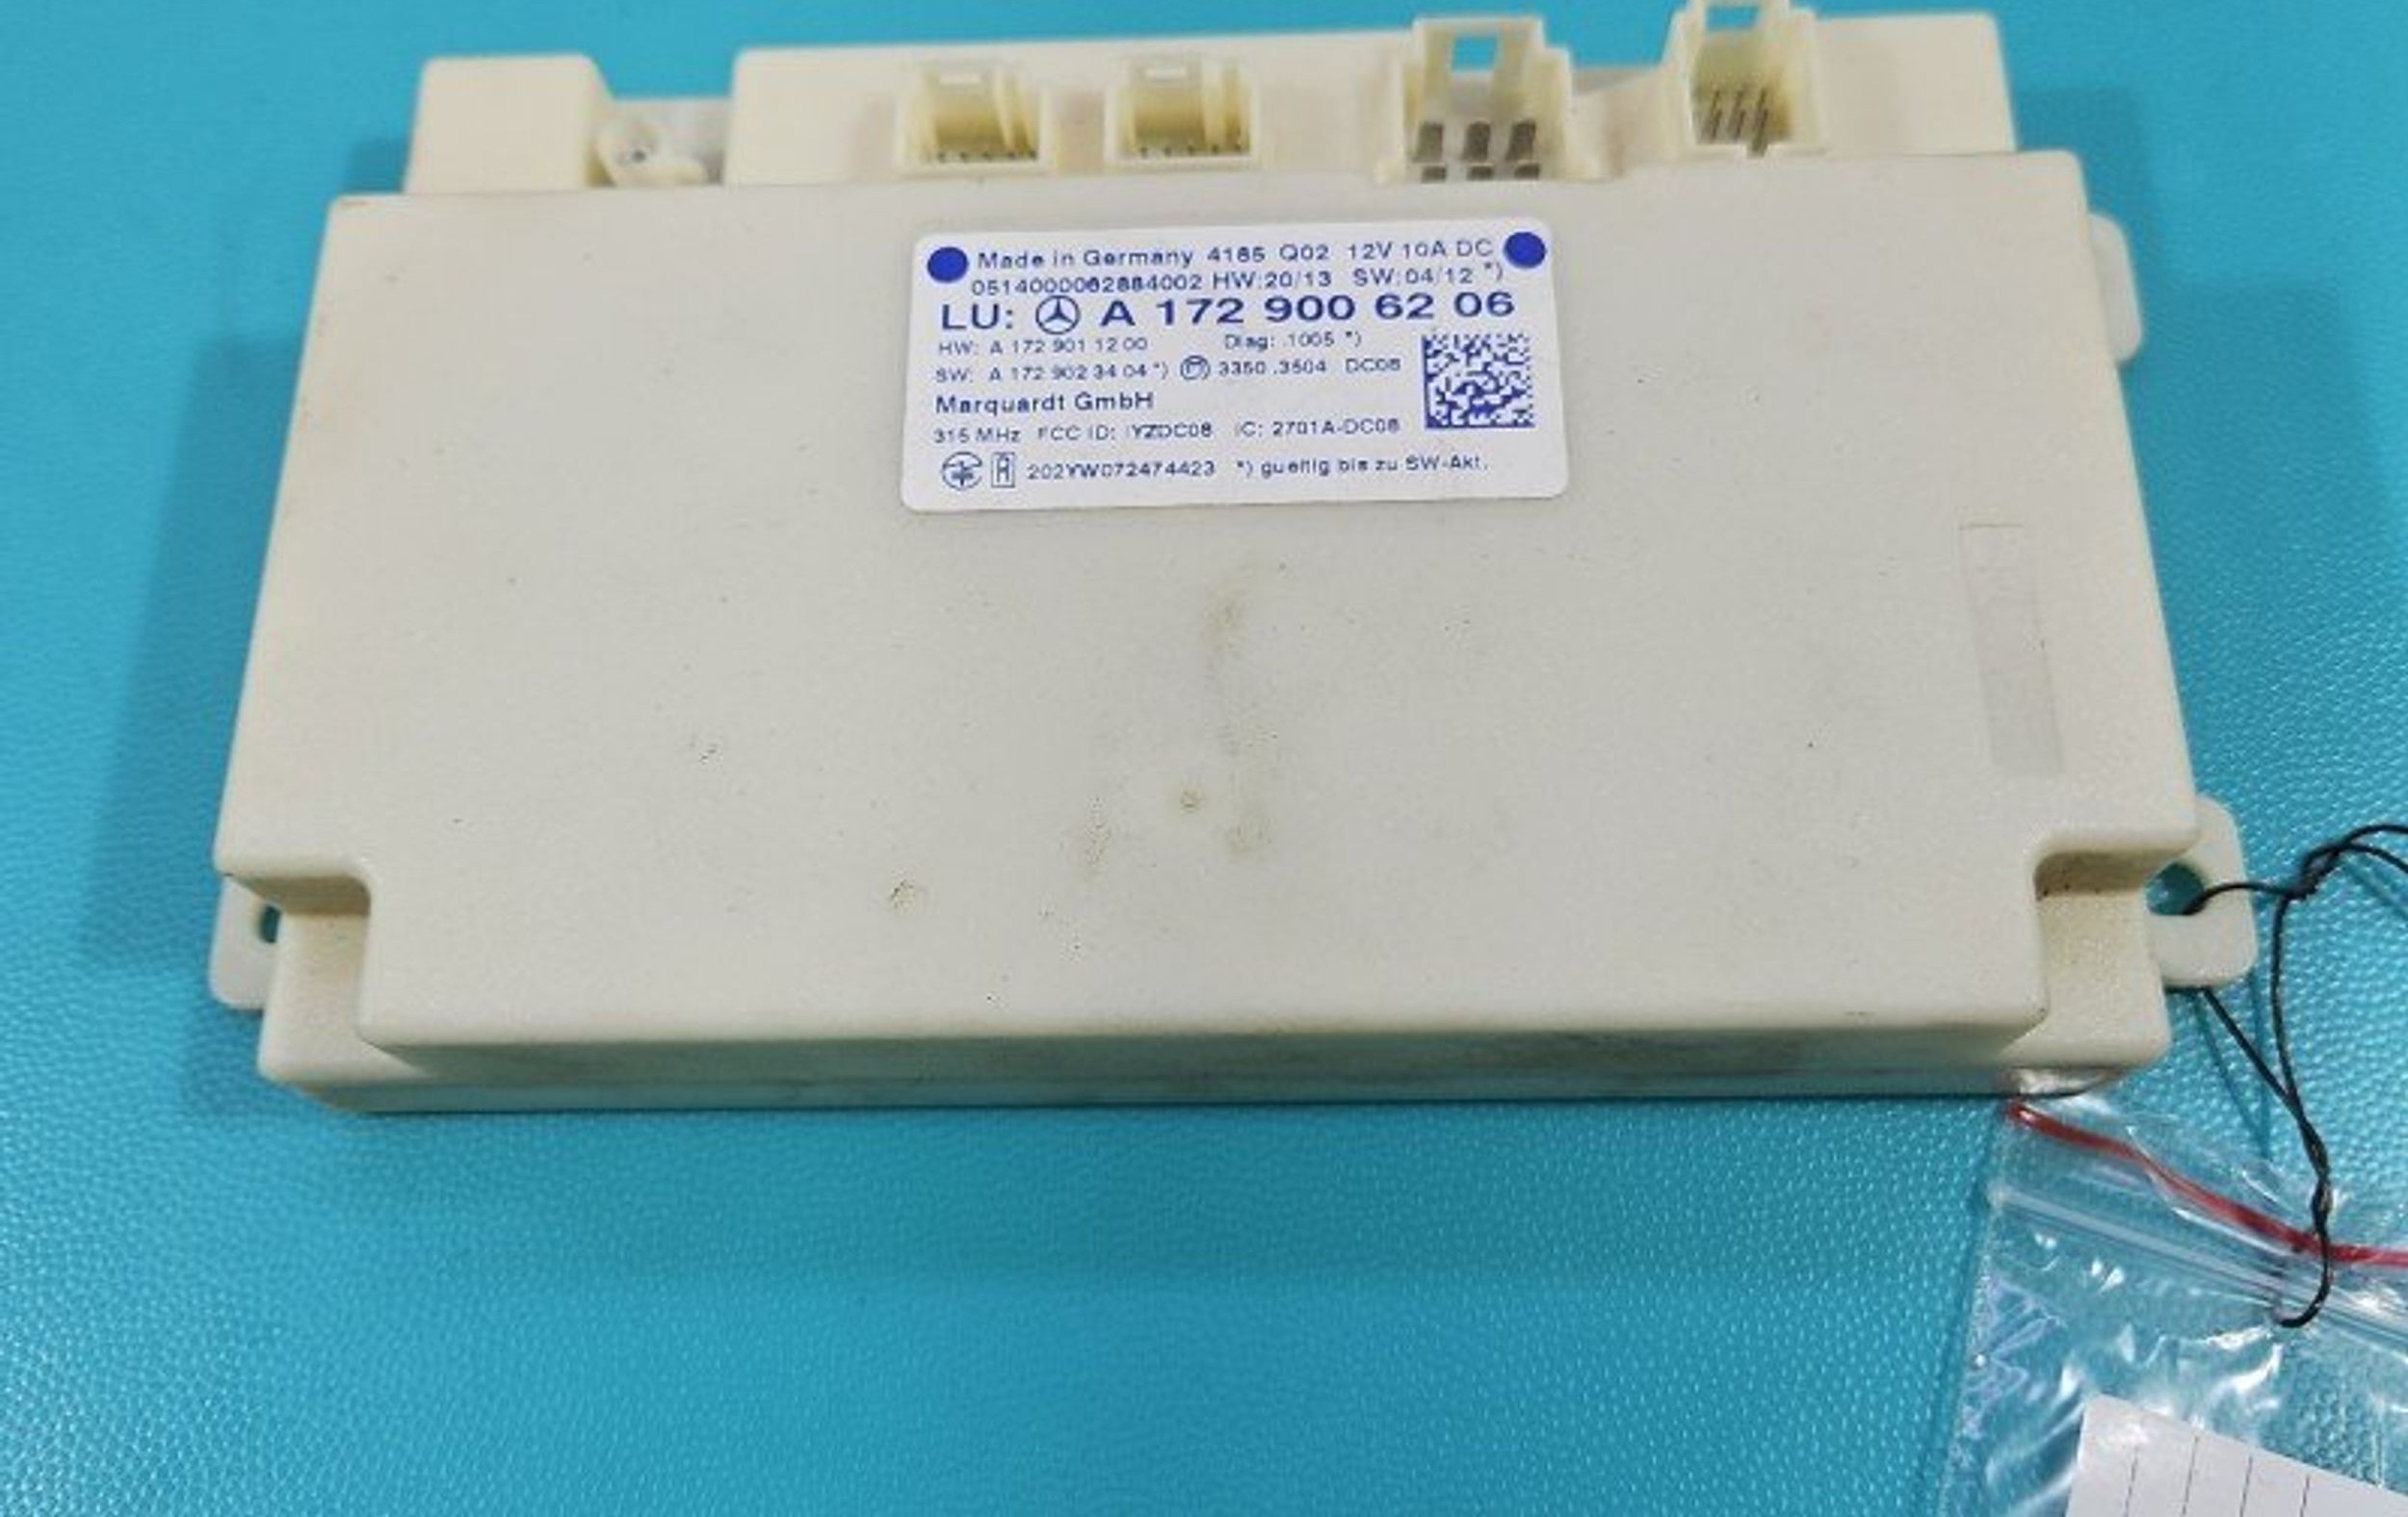 Made in Germany 4185 Q02 12V 10A DC
0514000062884002 HW:20/13 SW:04/12 *)
LU: A 172 900 62 06
HW: A 172 901 12 00 Diag: .1005 *)
SW: A 172 902 34 04 *) 3350 .3504 DC08
Marquardt GmbH
315 MHz FCC ID: IYZDC08 IC: 2701A-DC08
R 202YW072474423 *) gueltig bis zu SW-Akt.